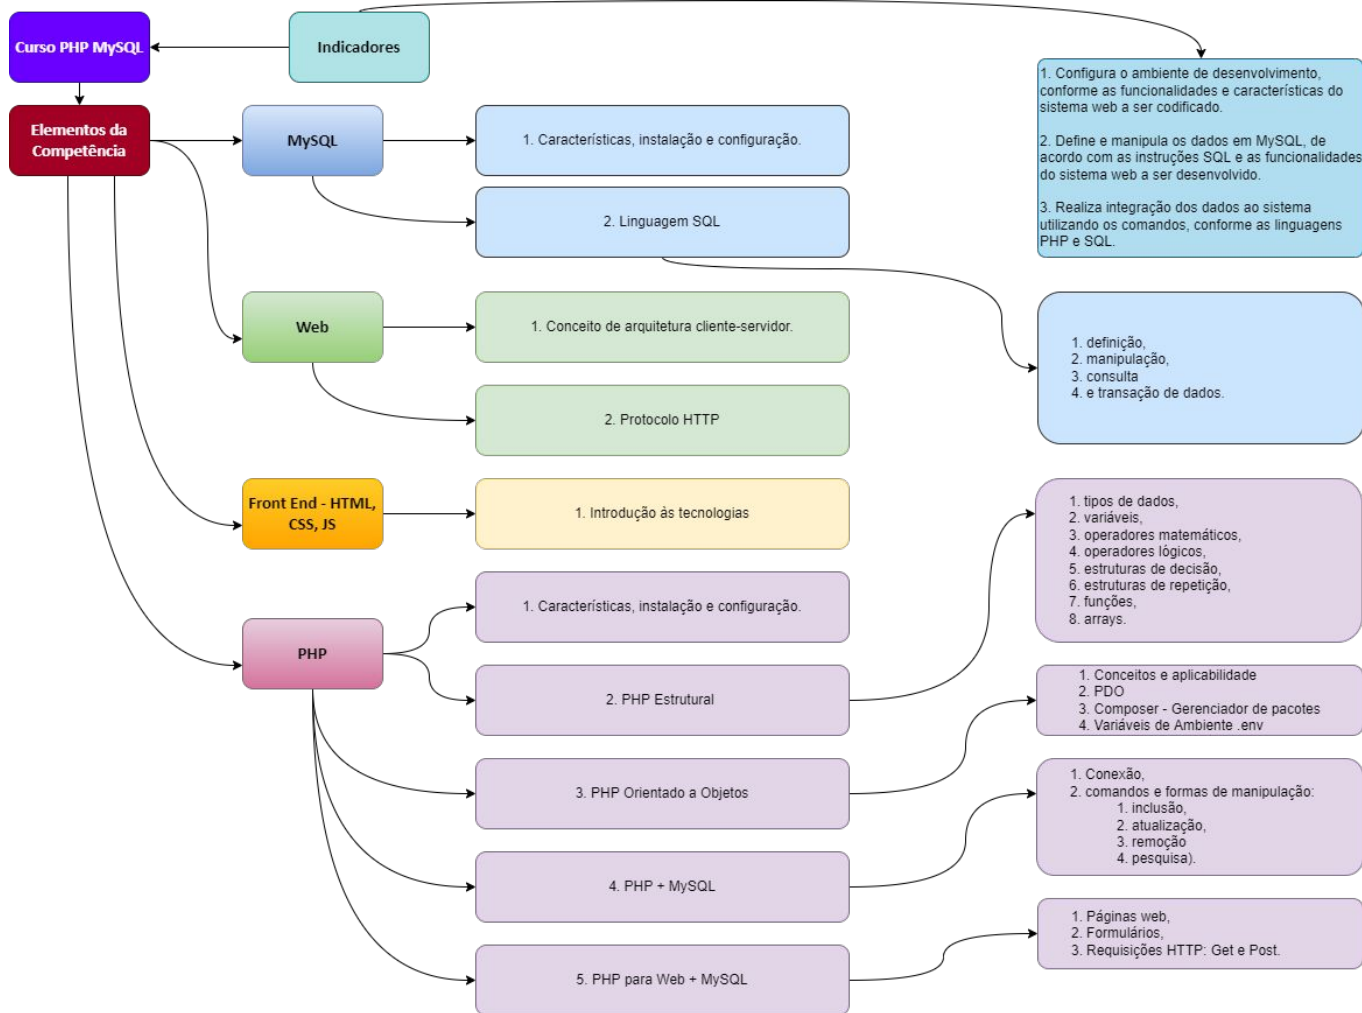 Curso PHP MySQL
Indicadores
1. Configura o ambiente de desenvolvimento,
conforme as funcionalidades e características do
sistema web a ser codificado.
2. Define e manipula os dados em MySQL, de
acordo com as instruções SQL e as funcionalidades
do sistema web a ser desenvolvido.
3. Realiza integração dos dados ao sistema
utilizando os comandos, conforme as linguagens
PHP e SQL.
Elementos da
Competência
MySQL
1. Características, instalação e configuração.
2. Linguagem SQL
1. definição,
2. manipulação,
3. consulta
4. e transação de dados.
Web
1. Conceito de arquitetura cliente-servidor.
2. Protocolo HTTP
Front End - HTML,
CSS, JS
1. Introdução às tecnologias
PHP
1. Características, instalação e configuração.
2. PHP Estrutural
1. tipos de dados,
2. variáveis,
3. operadores matemáticos,
4. operadores lógicos,
5. estruturas de decisão,
6. estruturas de repetição,
7. funções,
8. arrays.
3. PHP Orientado a Objetos
1. Conceitos e aplicabilidade
2. PDO
3. Composer - Gerenciador de pacotes
4. Variáveis de Ambiente .env
4. PHP + MySQL
1. Conexão,
2. comandos e formas de manipulação:
1. inclusão,
2. atualização,
3. remoção
4. pesquisa).
5. PHP para Web + MySQL
1. Páginas web,
2. Formulários,
3. Requisições HTTP: Get e Post.